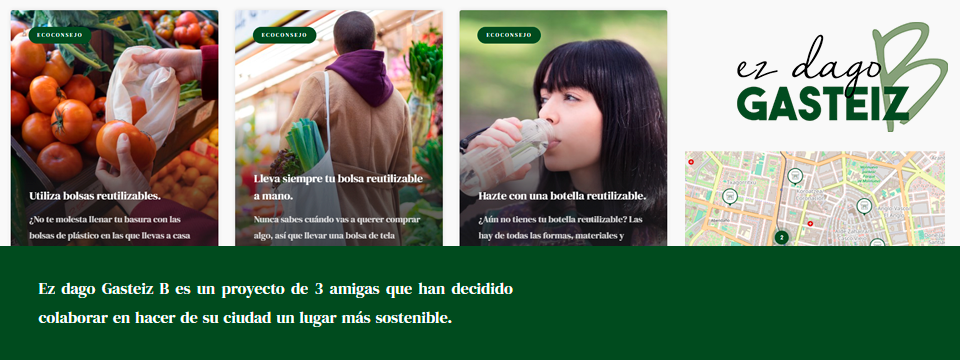 ECOCONSEJO
Utiliza bolsas reutilizables.
¿No te molesta llenar tu basura con las
bolsas de plástico en las que llevas a casa
ECOCONSEJO
Lleva siempre tu bolsa reutilizable
a mano.
Nunca sabes cuándo vas a querer comprar
algo, así que llevar una bolsa de tela
ECOCONSEJO
Hazte con una botella reutilizable.
¿Aún no tienes tu botella reutilizable? Las
hay de todas las formas, materiales y
ez dago B
GASTEIZ
2
Ez dago Gasteiz B es un proyecto de 3 amigas que han decidido
colaborar en hacer de su ciudad un lugar más sostenible.